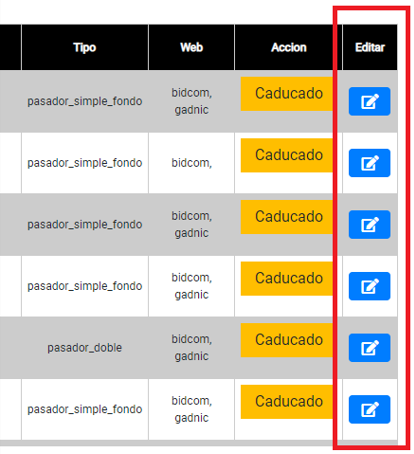 Tipo Web Accion Editar
pasador_simple_fondo bidcom, Caducado
gadnic
pasador_simple_fondo bidcom, Caducado
pasador_simple_fondo bidcom, Caducado
gadnic
pasador_simple_fondo bidcom, Caducado
gadnic
pasador_doble bidcom, Caducado
gadnic
pasador_simple_fondo bidcom, Caducado
gadnic